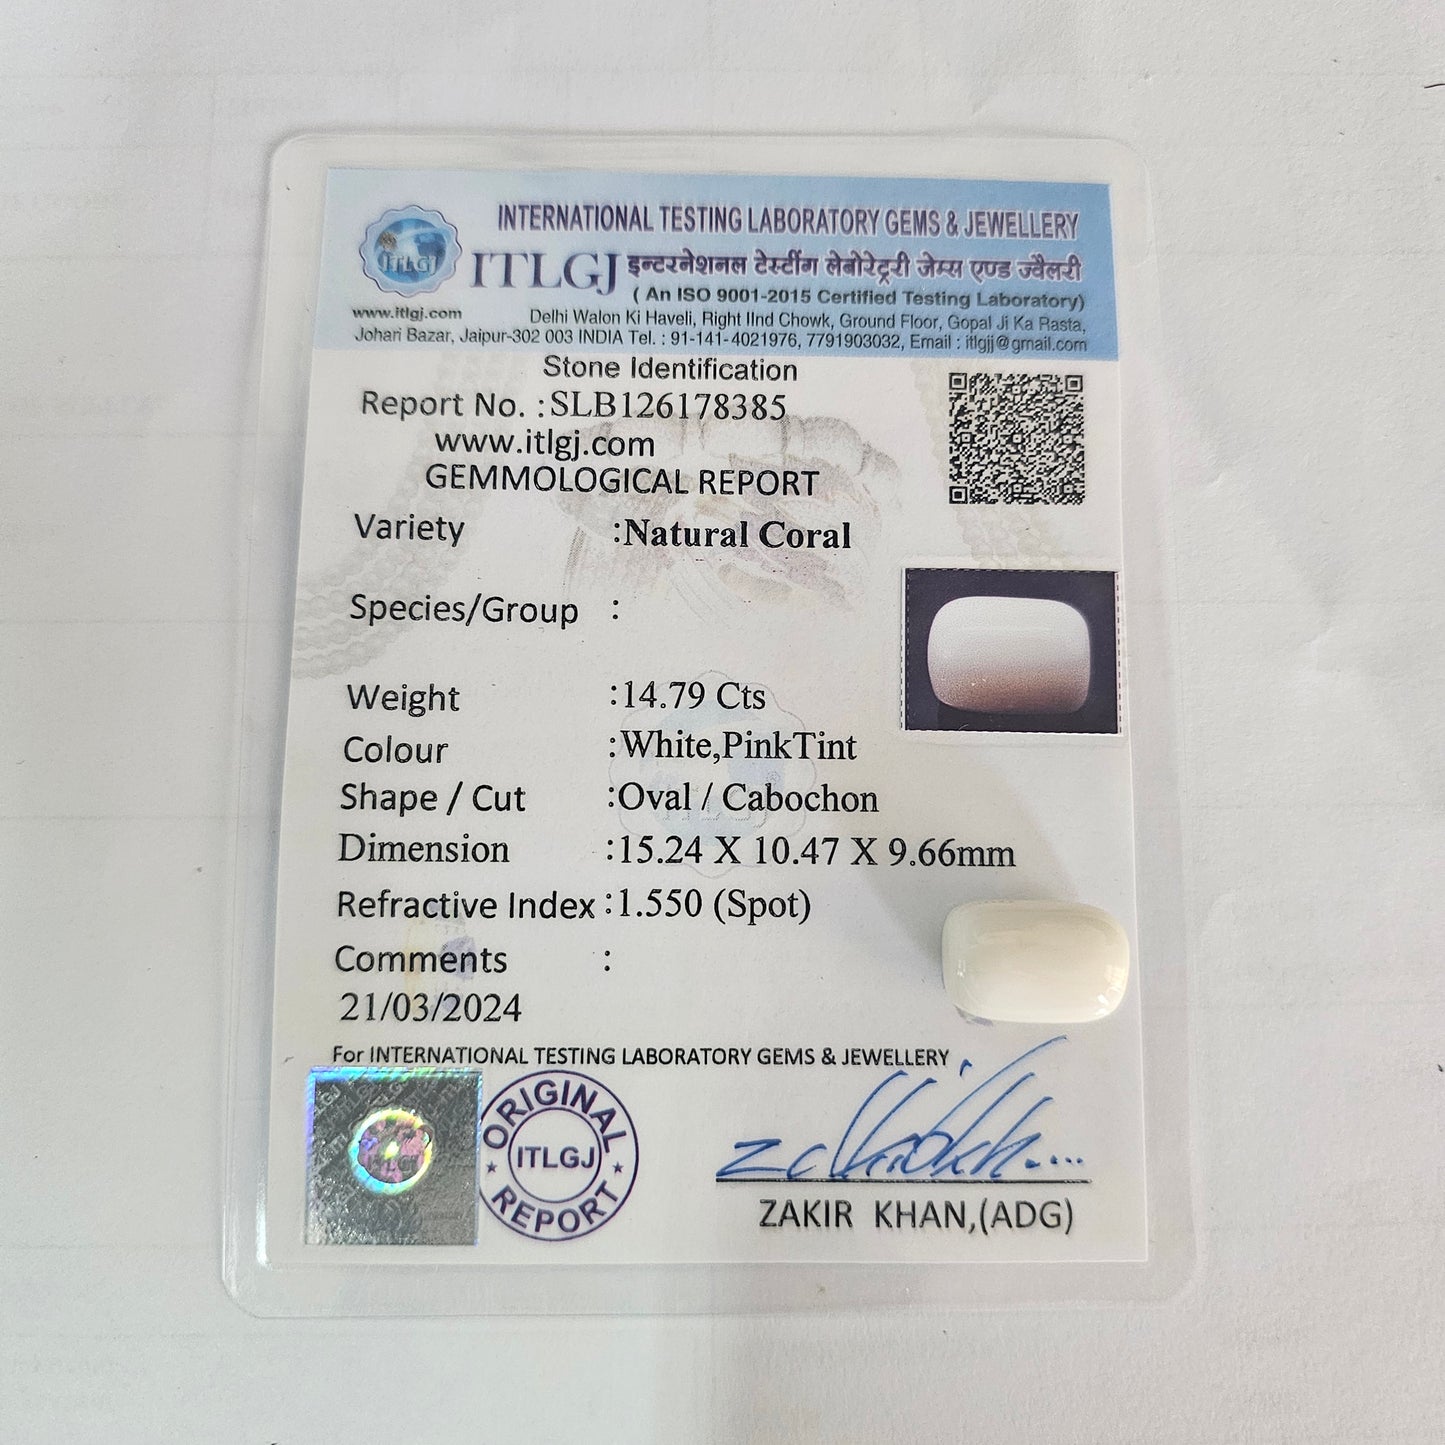 INTERNATIONAL TESTING LABORATORY GEMS & JEWELLERY
ITLGJ
ITLGJ इन्टरनेशनल टेस्टींग लेबोरेट्री जेम्स एण्ड ज्वैलरी
( An ISO 9001-2015 Certified Testing Laboratory)
www.itlgj.com Delhi Walon Ki Haveli, Right IInd Chowk, Ground Floor, Gopal Ji Ka Rasta,
Johari Bazar, Jaipur-302 003 INDIA Tel. : 91-141-4021976, 7791903032, Email : itlgjj@gmail.com
Stone Identification
Report No. :SLB126178385
www.itlgj.com
GEMMOLOGICAL REPORT
Variety :Natural Coral
Species/Group :
Weight :14.79 Cts
Colour :White,PinkTint
Shape / Cut :Oval / Cabochon
Dimension :15.24 X 10.47 X 9.66mm
Refractive Index :1.550 (Spot)
Comments :
21/03/2024
For INTERNATIONAL TESTING LABORATORY GEMS & JEWELLERY
ITLGJ
ORIGINAL
ITLGJ
REPORT
ZAKIR KHAN,(ADG)